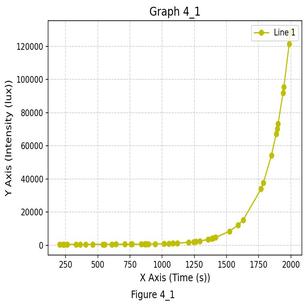 Graph 4_1
Line 1
120000
100000
80000
60000
40000
20000
0
Y Axis (Intensity (lux))
250 500 750 1000 1250 1500 1750 2000
X Axis (Time (s))
Figure 4_1